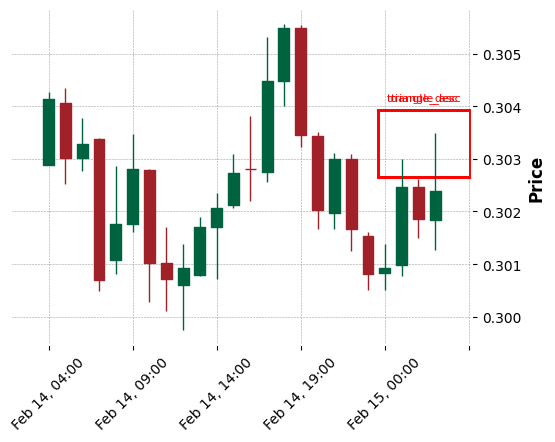 triangle_desc
0.305
0.304
0.303
0.302
0.301
0.300
Price
Feb 14, 04:00
Feb 14, 09:00
Feb 14, 14:00
Feb 14, 19:00
Feb 15, 00:00